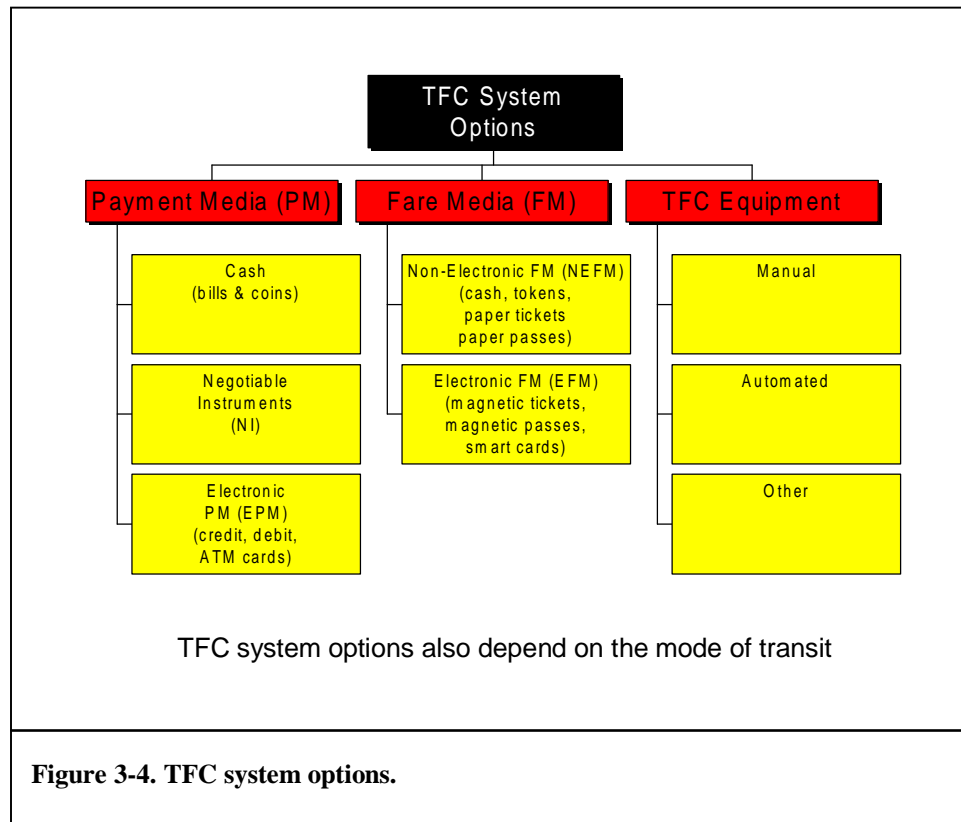 TFC System
Options
Payment Media (PM)
Fare Media (FM)
TFC Equipment
Cash
(bills & coins)
Negotiable
Instruments
(NI)
Electronic
PM (EPM)
(credit, debit,
ATM cards)
Non-Electronic FM (NEFM)
(cash, tokens,
paper tickets
paper passes)
Electronic FM (EFM)
(magnetic tickets,
magnetic passes,
smart cards)
Manual
Automated
Other
TFC system options also depend on the mode of transit
Figure 3-4. TFC system options.